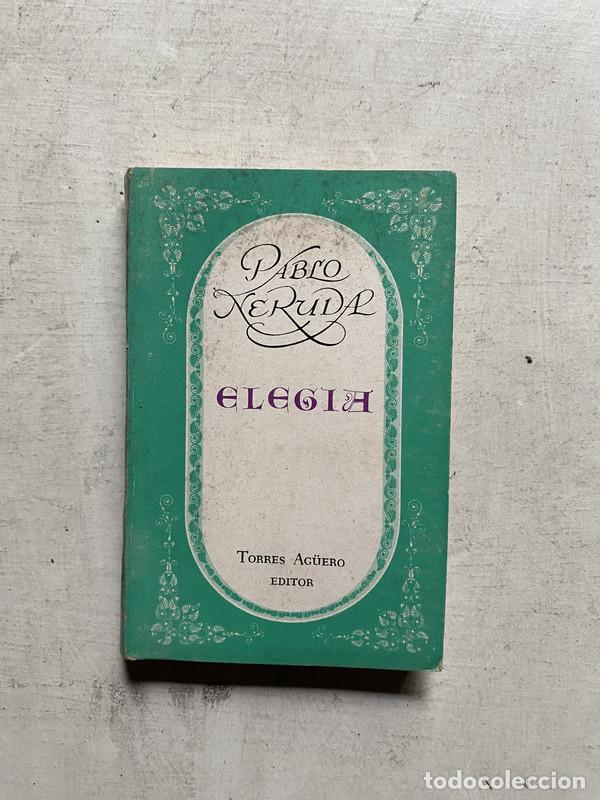 PABLO
NERUDA
ELEGIA
TORRES AGÜERO
EDITOR
todocoleccion